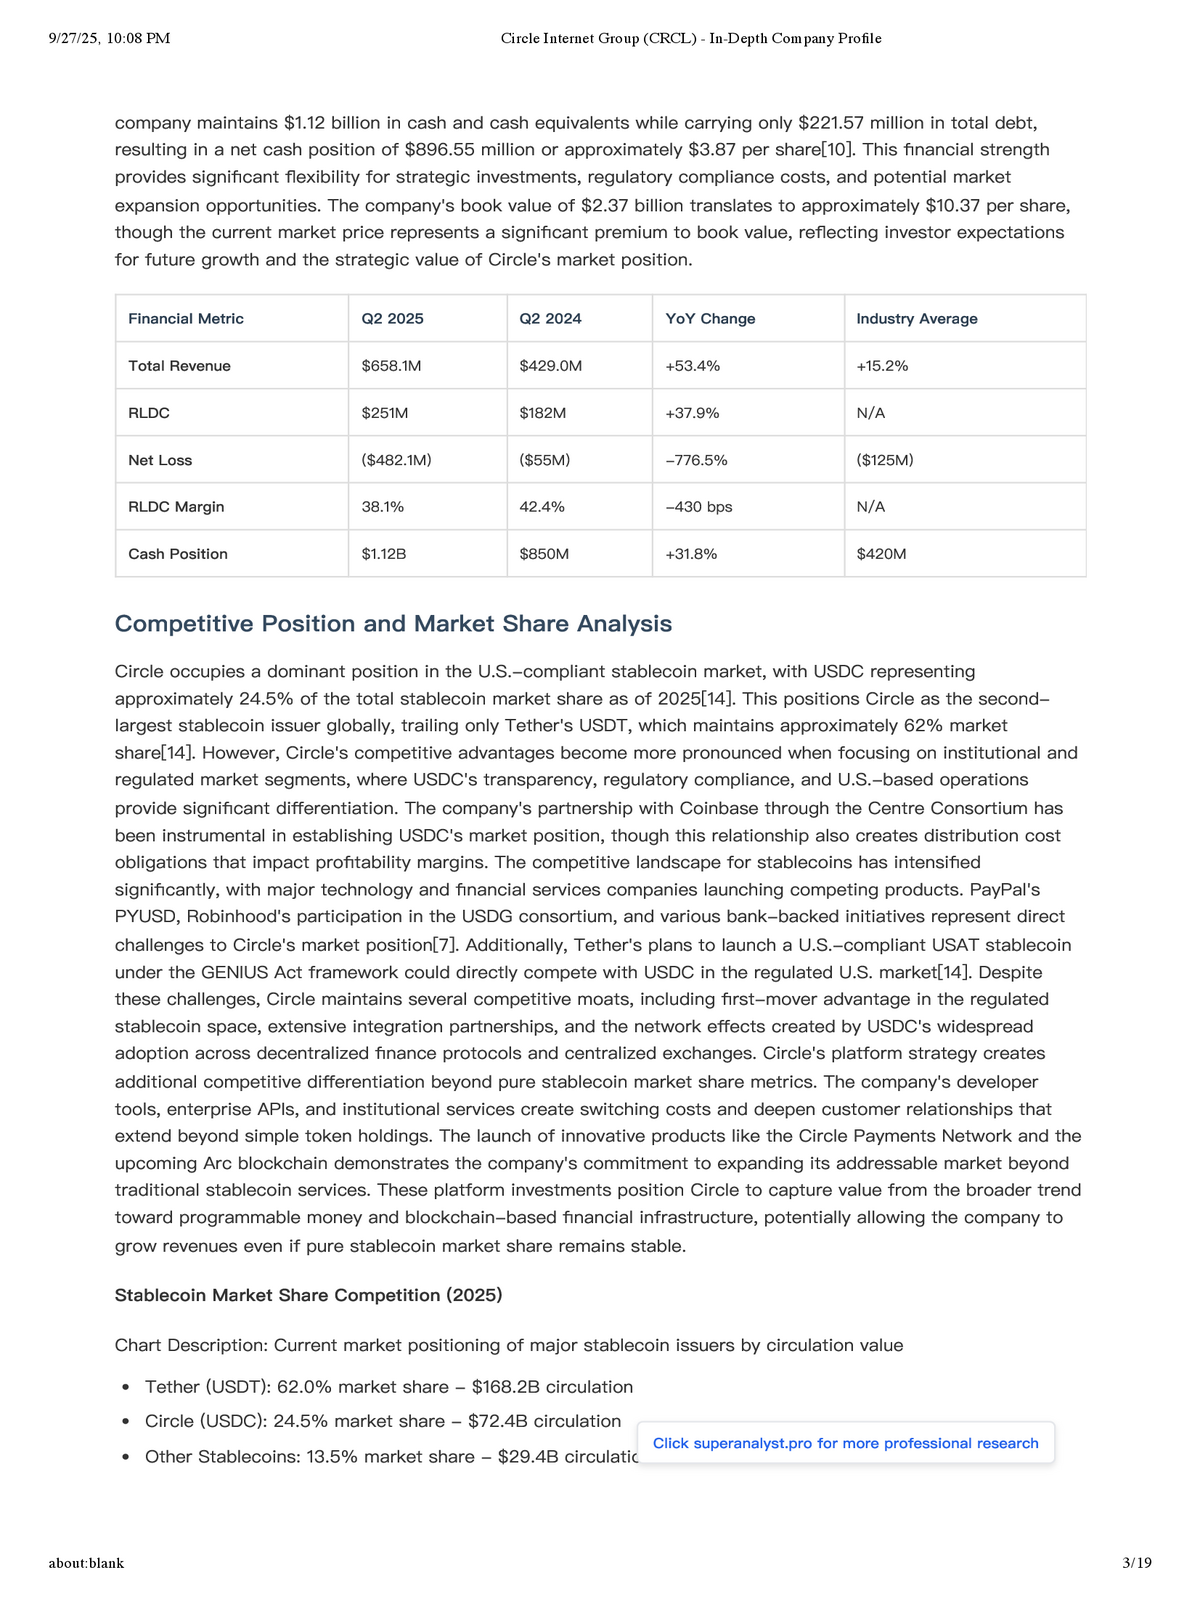 9/27/25, 10:08 PM
Circle Internet Group (CRCL) - In-Depth Company Profile
company maintains $1.12 billion in cash and cash equivalents while carrying only $221.57 million in total debt,
resulting in a net cash position of $896.55 million or approximately $3.87 per share[10]. This financial strength
provides significant flexibility for strategic investments, regulatory compliance costs, and potential market
expansion opportunities. The company's book value of $2.37 billion translates to approximately $10.37 per share,
though the current market price represents a significant premium to book value, reflecting investor expectations
for future growth and the strategic value of Circle's market position.
Financial Metric Q2 2025 Q2 2024 YoY Change Industry Average
Total Revenue $658.1M $429.0M +53.4% +15.2%
RLDC $251M $182M +37.9% N/A
Net Loss ($482.1M) ($55M) −776.5% ($125M)
RLDC Margin 38.1% 42.4% −430 bps N/A
Cash Position $1.12B $850M +31.8% $420M
Competitive Position and Market Share Analysis
Circle occupies a dominant position in the U.S.−compliant stablecoin market, with USDC representing
approximately 24.5% of the total stablecoin market share as of 2025[14]. This positions Circle as the second−
largest stablecoin issuer globally, trailing only Tether's USDT, which maintains approximately 62% market
share[14]. However, Circle's competitive advantages become more pronounced when focusing on institutional and
regulated market segments, where USDC's transparency, regulatory compliance, and U.S.−based operations
provide significant differentiation. The company's partnership with Coinbase through the Centre Consortium has
been instrumental in establishing USDC's market position, though this relationship also creates distribution cost
obligations that impact profitability margins. The competitive landscape for stablecoins has intensified
significantly, with major technology and financial services companies launching competing products. PayPal's
PYUSD, Robinhood's participation in the USDG consortium, and various bank−backed initiatives represent direct
challenges to Circle's market position[7]. Additionally, Tether's plans to launch a U.S.−compliant USAT stablecoin
under the GENIUS Act framework could directly compete with USDC in the regulated U.S. market[14]. Despite
these challenges, Circle maintains several competitive moats, including first−mover advantage in the regulated
stablecoin space, extensive integration partnerships, and the network effects created by USDC's widespread
adoption across decentralized finance protocols and centralized exchanges. Circle's platform strategy creates
additional competitive differentiation beyond pure stablecoin market share metrics. The company's developer
tools, enterprise APIs, and institutional services create switching costs and deepen customer relationships that
extend beyond simple token holdings. The launch of innovative products like the Circle Payments Network and the
upcoming Arc blockchain demonstrates the company's commitment to expanding its addressable market beyond
traditional stablecoin services. These platform investments position Circle to capture value from the broader trend
toward programmable money and blockchain−based financial infrastructure, potentially allowing the company to
grow revenues even if pure stablecoin market share remains stable.
Stablecoin Market Share Competition (2025)
Chart Description: Current market positioning of major stablecoin issuers by circulation value
• Tether (USDT): 62.0% market share − $168.2B circulation
• Circle (USDC): 24.5% market share − $72.4B circulation
• Other Stablecoins: 13.5% market share − $29.4B
Click superanalyst.pro for more professional research
about:blank
3/19